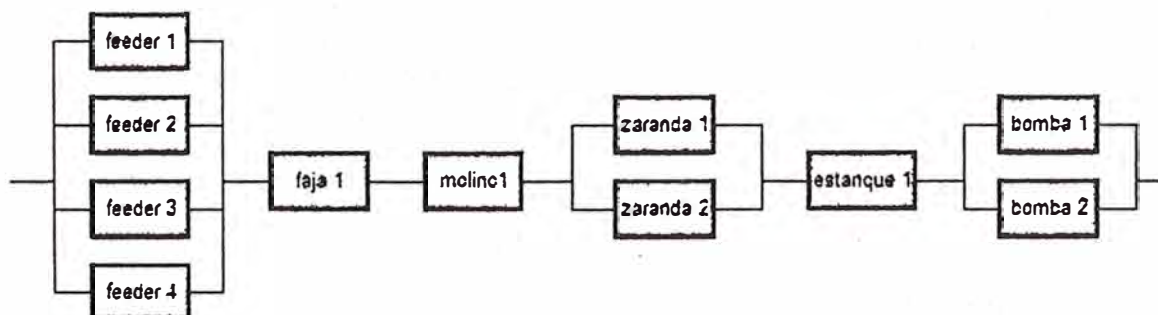 feeder 1
feeder 2
feeder 3
feeder 4
faja 1
molino1
zaranda 1
zaranda 2
estanque 1
bomba 1
bomba 2